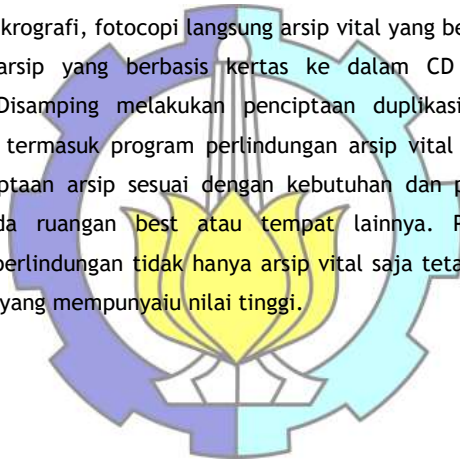 krografi, fotocopi langsung arsip vital yang be
arsip yang berbasis kertas ke dalam CD
Disamping melakukan penciptaan duplikasi
termasuk program perlindungan arsip vital
ptaan arsip sesuai dengan kebutuhan dan p
da ruangan best atau tempat lainnya. P
perlindungan tidak hanya arsip vital saja teta
yang mempunyaiu nilai tinggi.